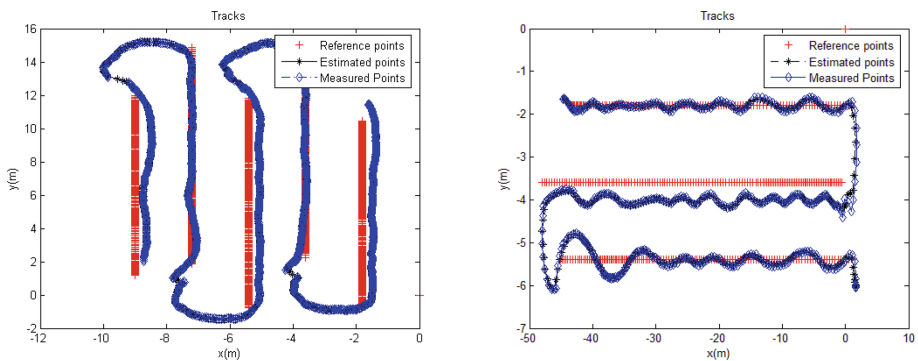 Tracks
16
14
12
10
8
6
4
2
0
-2
y(m)
Reference points
Estimated points
Measured Points
-12
-10
-8
-6
-4
-2
0
x(m)
Tracks
0
-1
-2
-3
-4
-5
-6
-7
y(m)
Reference points
Estimated points
Measured Points
-50
-40
-30
-20
-10
0
10
x(m)